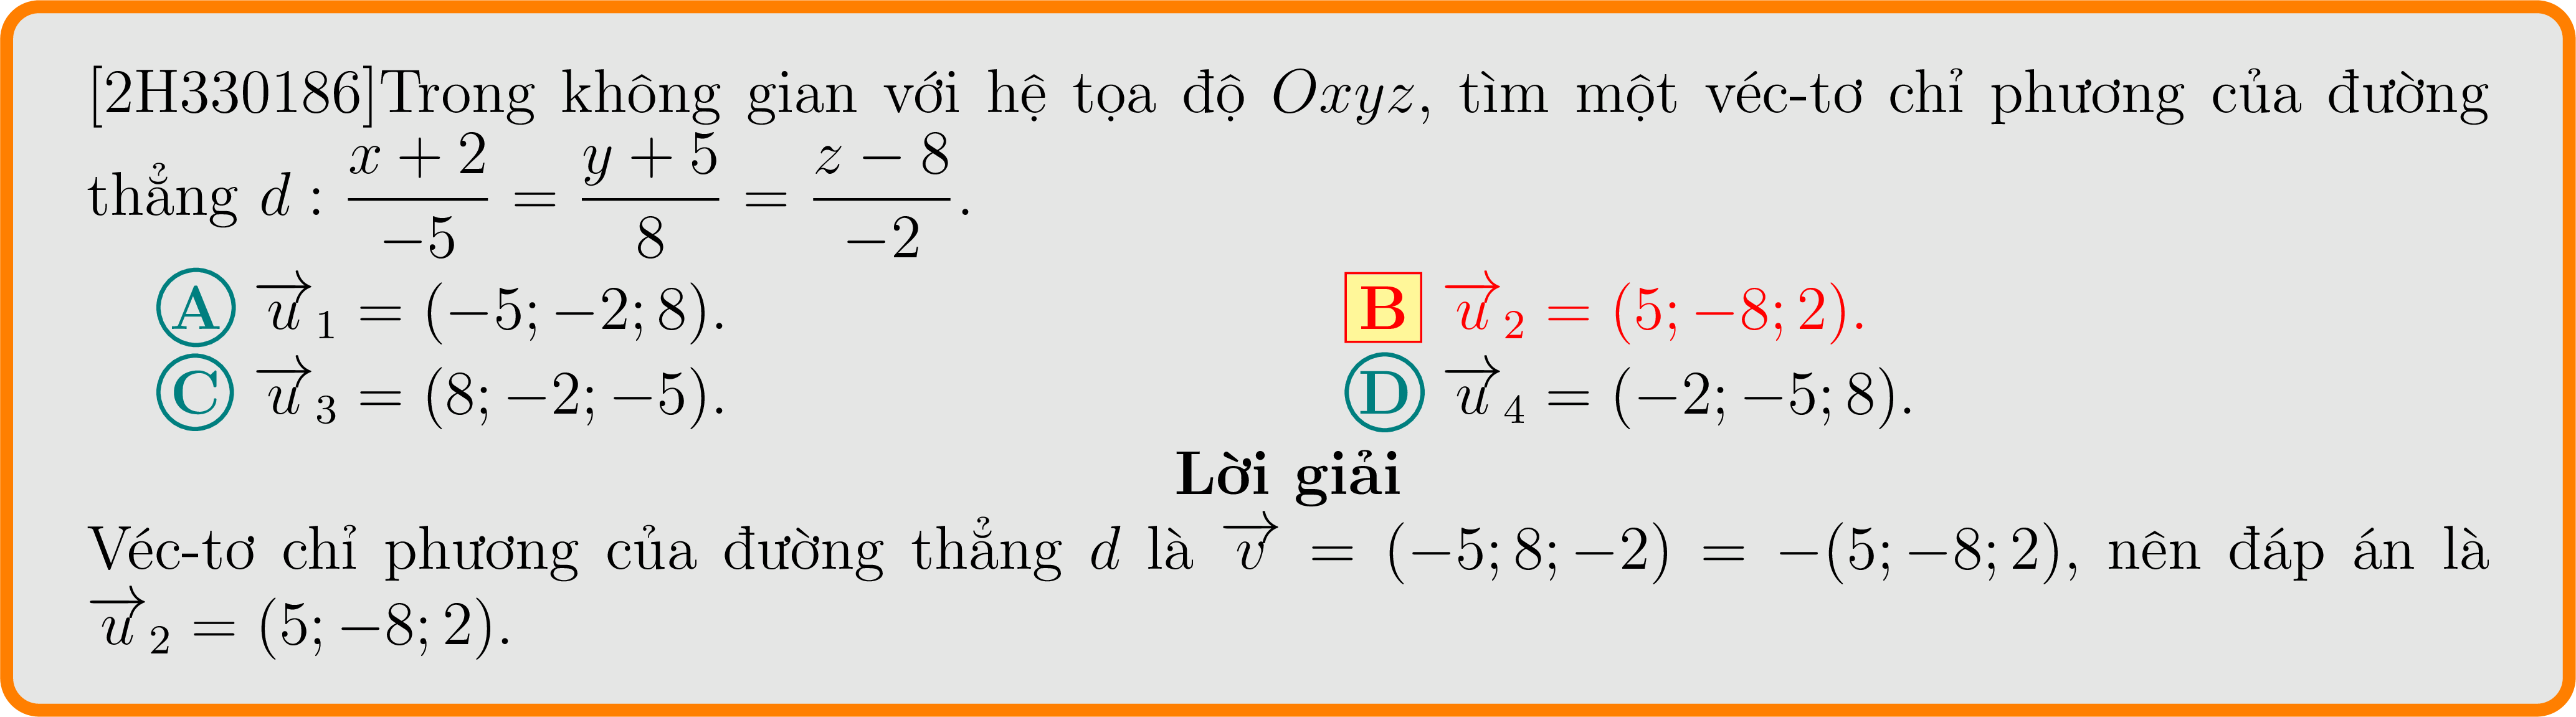 [2H330186]Trong không gian với hệ tọa độ Oxyz, tìm một véc-tơ chỉ phương của đường
thẳng d : \frac{x + 2}{-5} = \frac{y + 5}{8} = \frac{z - 8}{-2}.
A \overrightarrow{u}_1 = (-5; -2; 8). B \overrightarrow{u}_2 = (5; -8; 2).
C \overrightarrow{u}_3 = (8; -2; -5). D \overrightarrow{u}_4 = (-2; -5; 8).
Lời giải
Véc-tơ chỉ phương của đường thẳng d là \overrightarrow{v} = (-5; 8; -2) = -(5; -8; 2), nên đáp án là
\overrightarrow{u}_2 = (5; -8; 2).